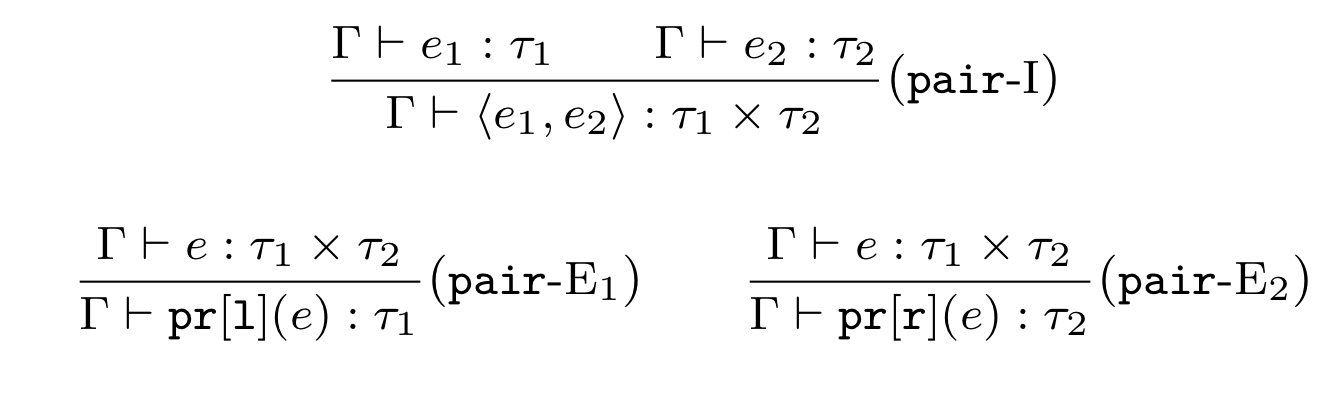 Γ ⊢ e₁ : τ₁ Γ ⊢ e₂ : τ₂
(pair-I)
Γ ⊢ ⟨e₁, e₂⟩ : τ₁ × τ₂
Γ ⊢ e : τ₁ × τ₂
(pair-E₁)
Γ ⊢ pr[l](e) : τ₁
Γ ⊢ e : τ₁ × τ₂
(pair-E₂)
Γ ⊢ pr[r](e) : τ₂